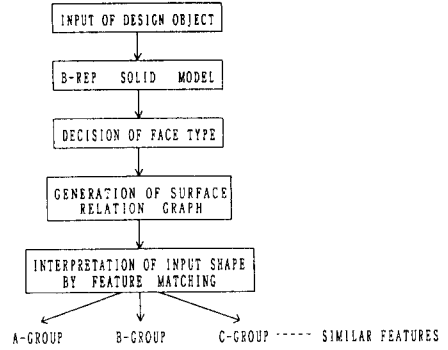 INPUT OF DESIGN OBJECT
B-REP SOLID MODEL
DECISION OF FACE TYPE
GENERATION OF SURFACE
RELATION GRAPH
INTERPRETATION OF INPUT SHAPE
BY FEATURE MATCHING
A-GROUP B-GROUP C-GROUP ----- SIMILAR FEATURES